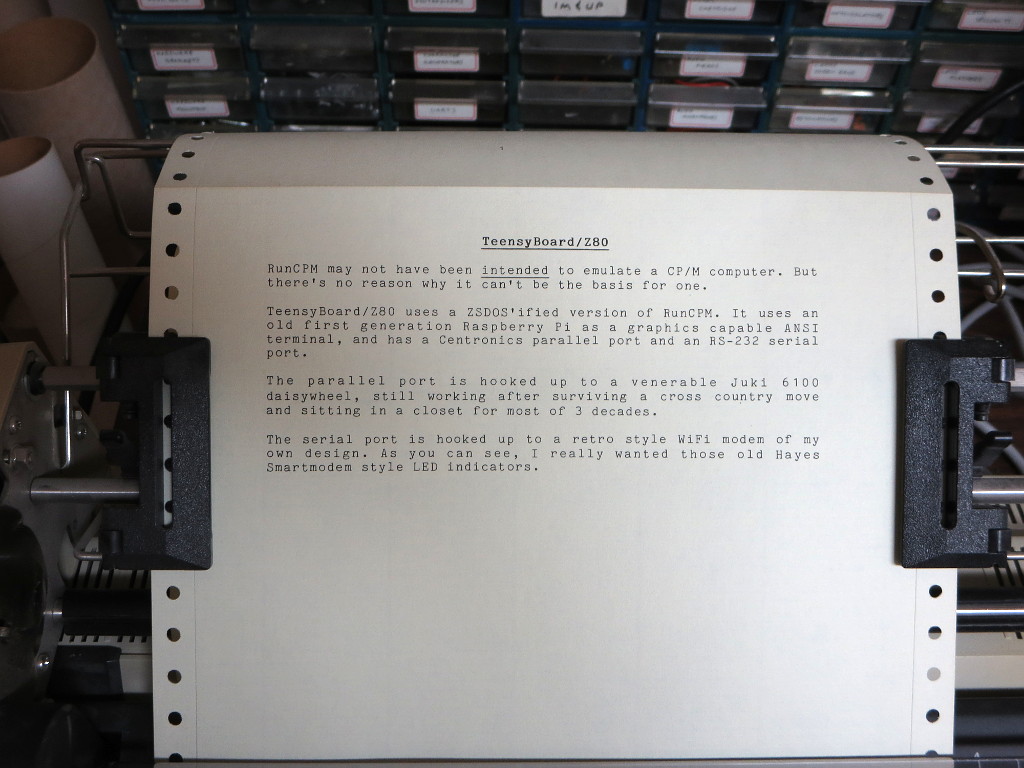 1M & UP
TeensyBoard/Z80
RunCPM may not have been intended to emulate a CP/M computer. But
there's no reason why it can't be the basis for one.
TeensyBoard/Z80 uses a ZSDOS'ified version of RunCPM. It uses an
old first generation Raspberry Pi as a graphics capable ANSI
terminal, and has a Centronics parallel port and an RS-232 serial
port.
The parallel port is hooked up to a venerable Juki 6100
daisywheel, still working after surviving a cross country move
and sitting in a closet for most of 3 decades.
The serial port is hooked up to a retro style WiFi modem of my
own design. As you can see, I really wanted those old Hayes
Smartmodem style LED indicators.